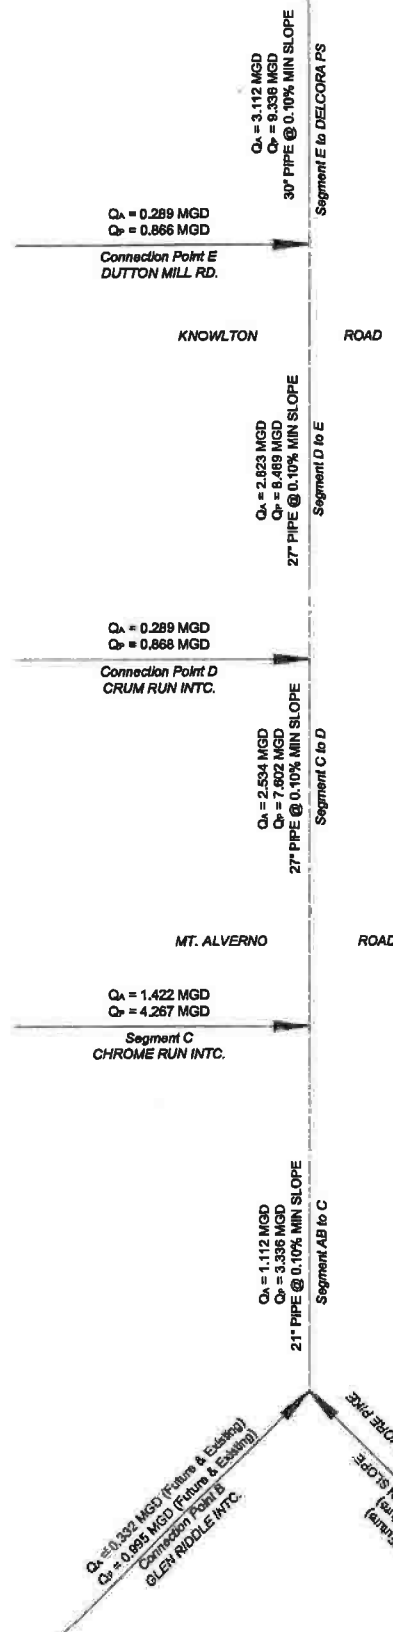 QA = 3.112 MGD
QP = 9.336 MGD
30" PIPE @ 0.10% MIN SLOPE
Segment E to DELCORA PS
QA = 0.289 MGD
QP = 0.866 MGD
Connection Point E
DUTTON MILL RD.
KNOWLTON ROAD
QA = 2.823 MGD
QP = 8.469 MGD
27" PIPE @ 0.10% MIN SLOPE
Segment D to E
QA = 0.289 MGD
QP = 0.868 MGD
Connection Point D
CRUM RUN INTC.
QA = 2.534 MGD
QP = 7.602 MGD
27" PIPE @ 0.10% MIN SLOPE
Segment C to D
MT. ALVERNO ROAD
QA = 1.422 MGD
QP = 4.267 MGD
Segment C
CHROME RUN INTC.
QA = 1.112 MGD
QP = 3.336 MGD
21" PIPE @ 0.10% MIN SLOPE
Segment AB to C
QA = 0.332 MGD (Future & Existing)
QP = 0.995 MGD (Future & Existing)
Connection Point B
GLEN RIDDLE INTC.
ORE PIKE
SLOPE